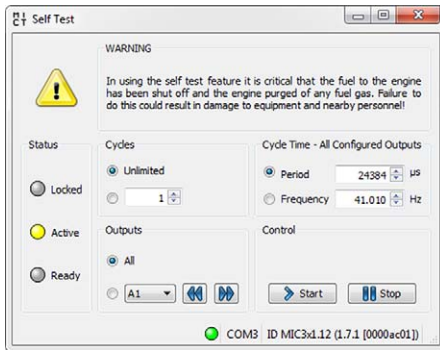 Self Test
WARNING
In using the self test feature it is critical that the fuel to the engine
has been shut off and the engine purged of any fuel gas. Failure to
do this could result in damage to equipment and nearby personnel!
Status
Locked
Active
Ready
Cycles
Unlimited
1
Cycle Time - All Configured Outputs
Period 24384 µs
Frequency 41.010 Hz
Outputs
All
A1
Control
Start Stop
COM3 ID MIC3x1.12 (1.7.1 [0000ac01])